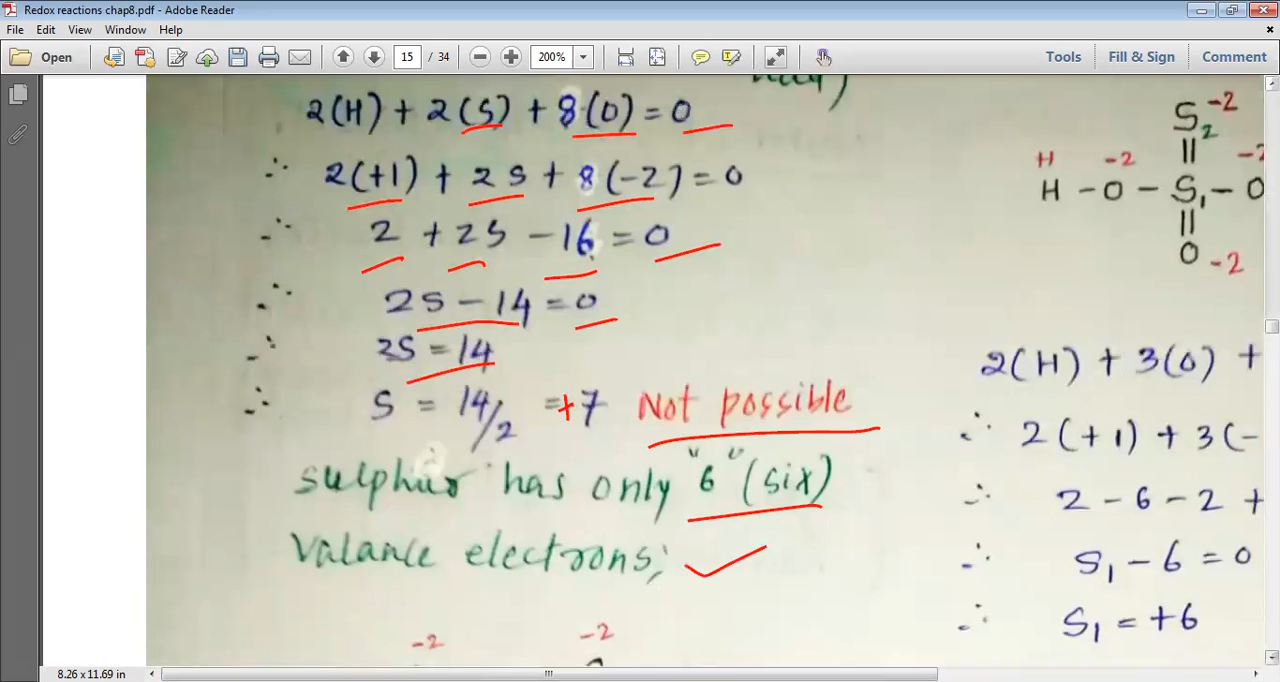 Redox reactions chap8.pdf - Adobe Reader
File Edit View Window Help
Open 15 / 34 200% Tools Fill & Sign Comment
2(H) + 2(S) + 8(O) = 0
∴ 2(+1) + 2S + 8(-2) = 0
∴ 2 + 2S - 16 = 0
∴ 2S - 14 = 0
∴ 2S = 14
∴ S = 14/2 = +7 Not possible
sulphur has only "6" (six)
valance electrons;
-2 -2
S₂ -2
H -2 -2
H - O - S₁ - O
O -2
2(H) + 3(O) +
∴ 2(+1) + 3(-
∴ 2 - 6 - 2 +
∴ S₁ - 6 = 0
∴ S₁ = +6
8.26 x 11.69 in